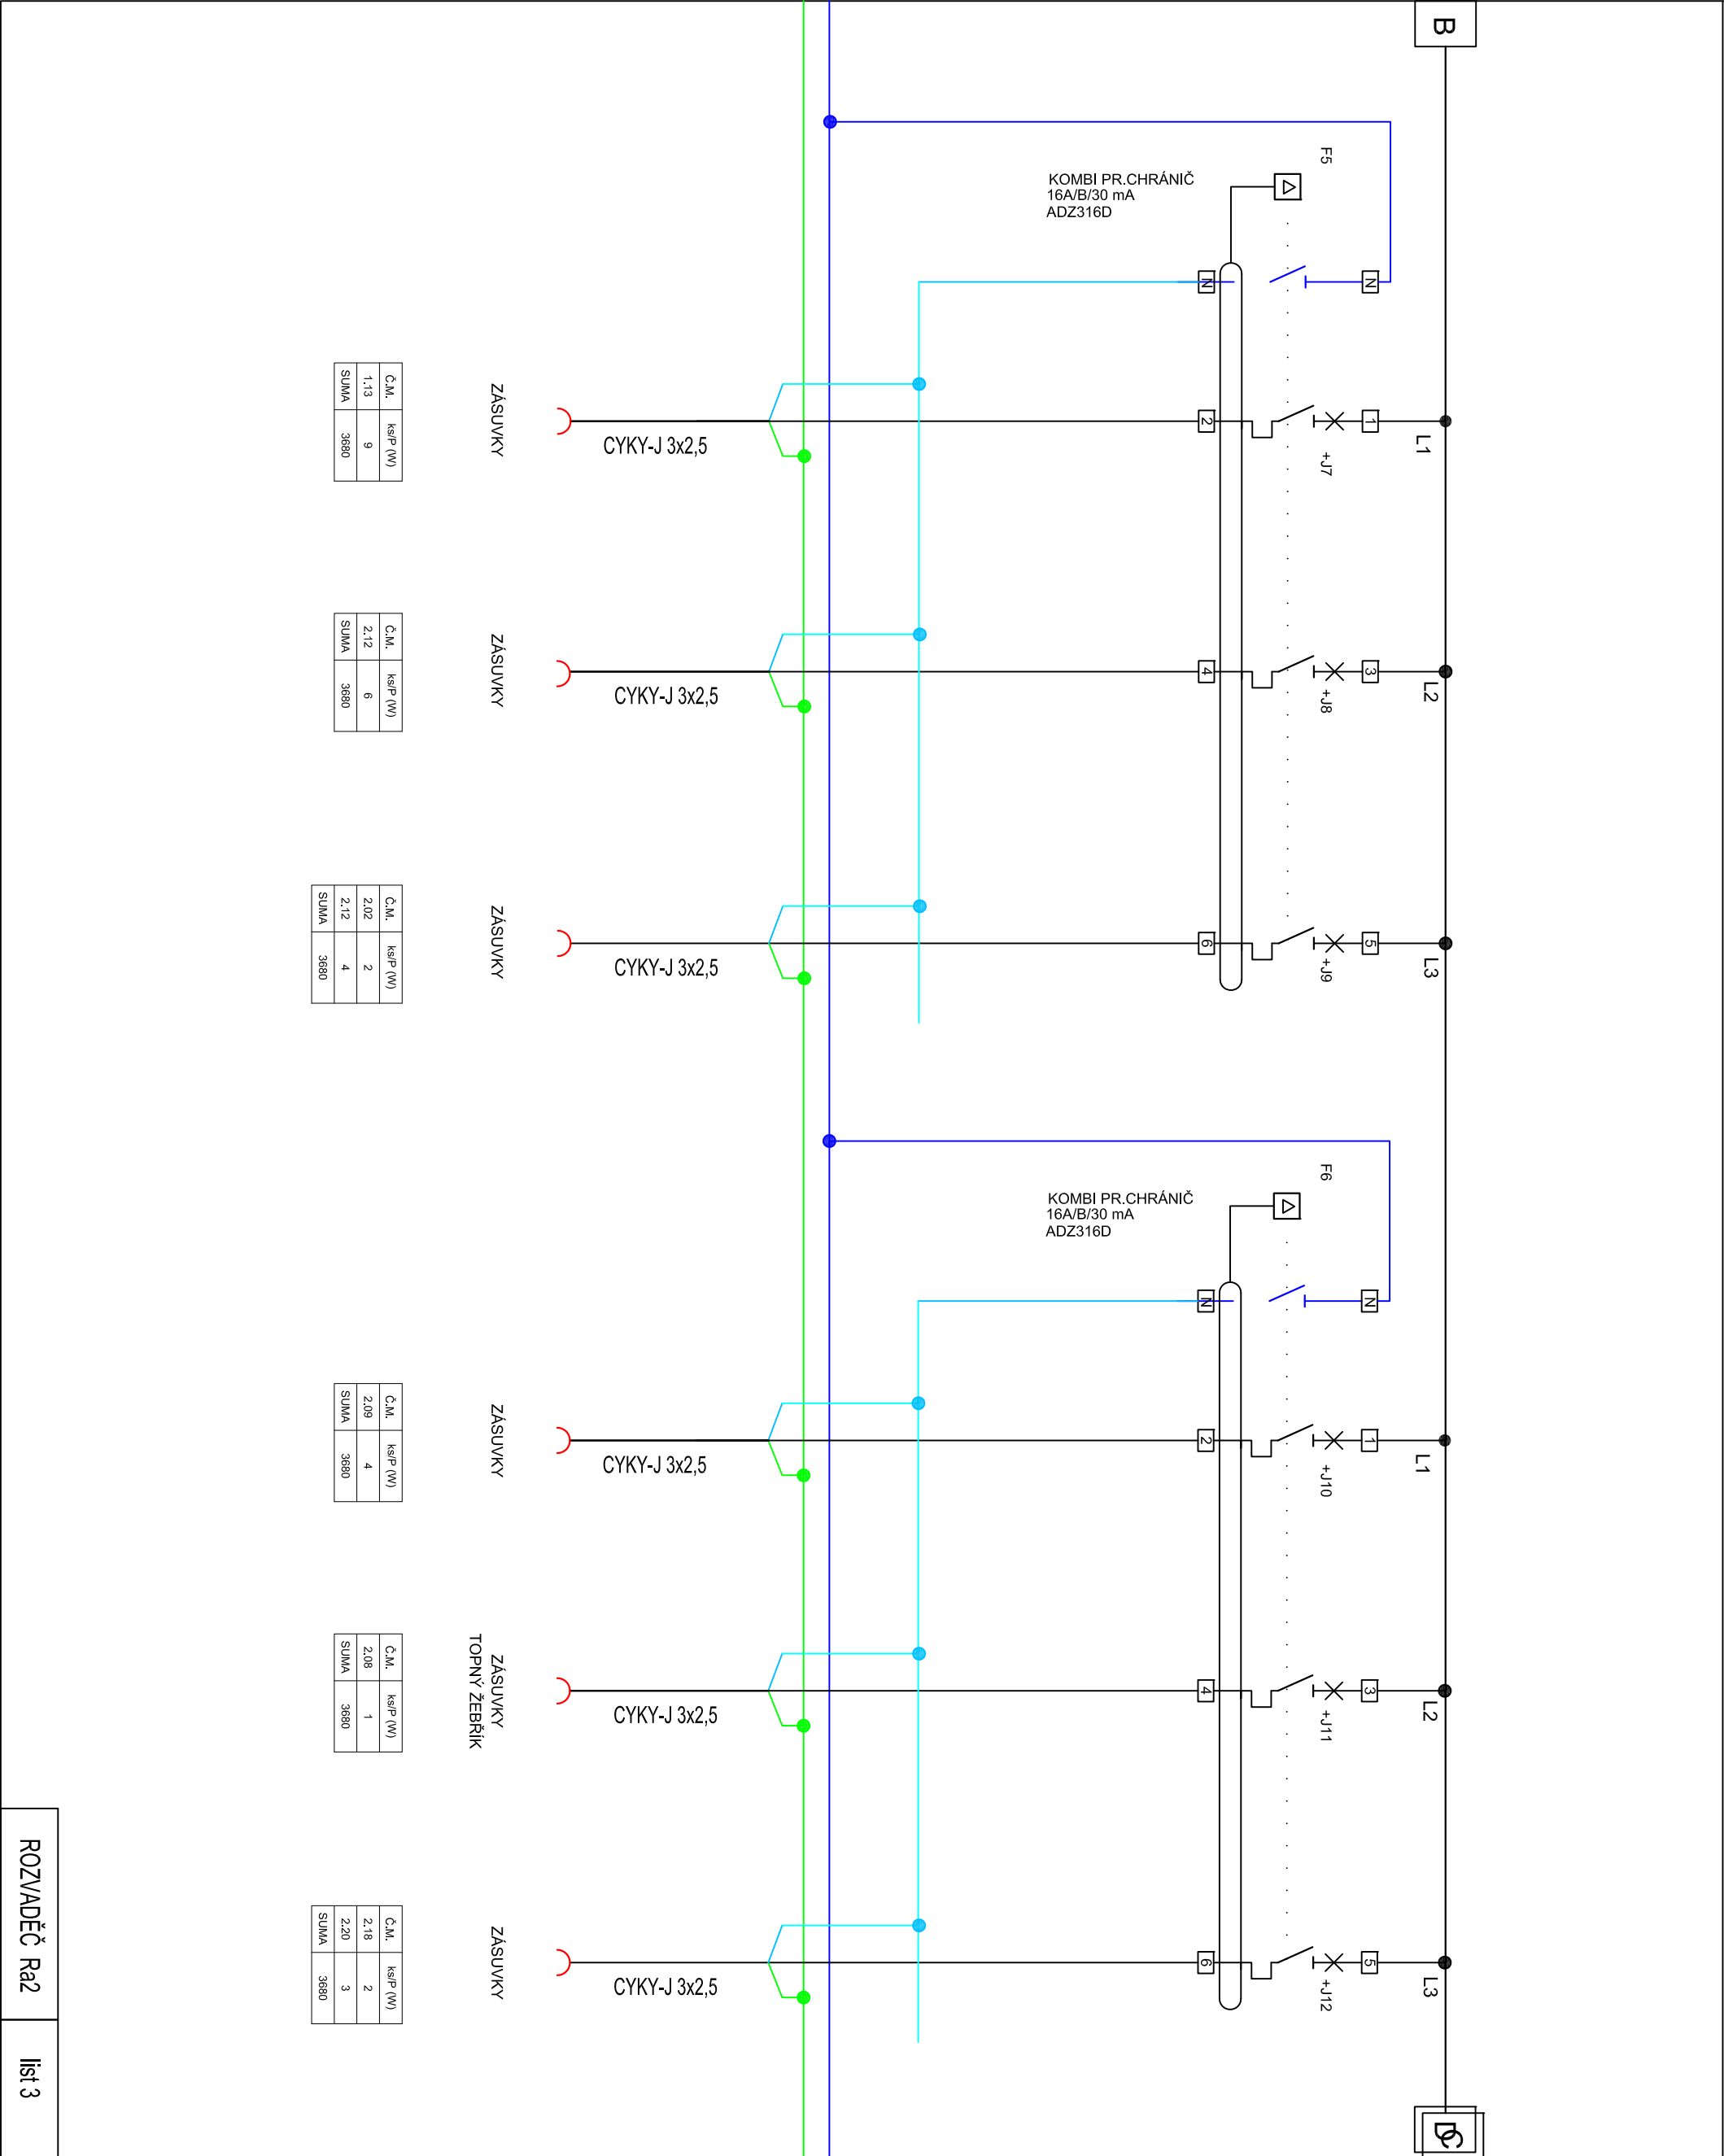 B
F5
KOMBI PR.CHRÁNIČ
16A/B/30 mA
ADZ316D
N
N
L1
1
+J7
2
CYKY-J 3x2,5
ZÁSUVKY
Č.M. ks/P (W)
1.13 9
SUMA 3680
L2
3
+J8
4
CYKY-J 3x2,5
ZÁSUVKY
Č.M. ks/P (W)
2.12 6
SUMA 3680
L3
5
+J9
6
CYKY-J 3x2,5
ZÁSUVKY
Č.M. ks/P (W)
2.02 2
2.12 4
SUMA 3680
F6
KOMBI PR.CHRÁNIČ
16A/B/30 mA
ADZ316D
N
N
L1
1
+J10
2
CYKY-J 3x2,5
ZÁSUVKY
Č.M. ks/P (W)
2.09 4
SUMA 3680
L2
3
+J11
4
CYKY-J 3x2,5
ZÁSUVKY
TOPNÝ ŽEBŘÍK
Č.M. ks/P (W)
2.08 1
SUMA 3680
L3
5
+J12
6
CYKY-J 3x2,5
ZÁSUVKY
Č.M. ks/P (W)
2.18 2
2.20 3
SUMA 3680
ROZVADĚČ Ra2
list 3